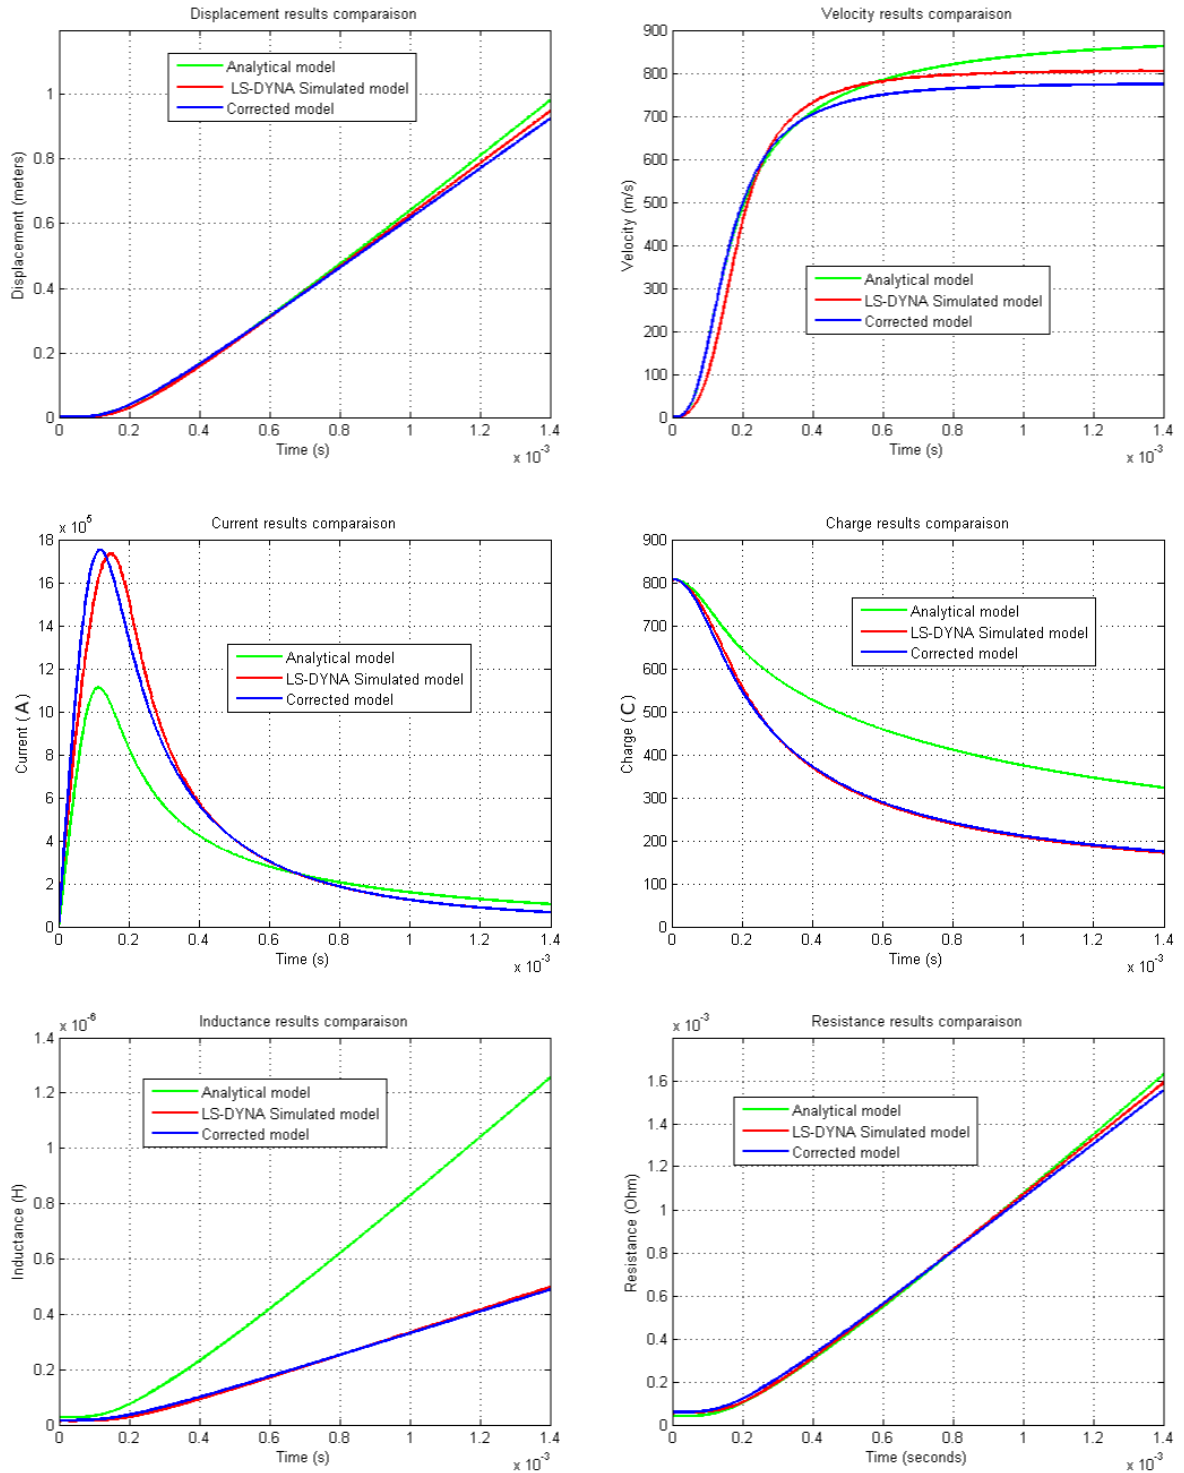 Displacement results comparaison
Analytical model
LS-DYNA Simulated model
Corrected model
Displacement (meters)
1
0.8
0.6
0.4
0.2
0
0 0.2 0.4 0.6 0.8 1 1.2 1.4
Time (s)
x 10-3
Velocity results comparaison
900
800
700
600
500
400
300
200
100
0
Velocity (m/s)
Analytical model
LS-DYNA Simulated model
Corrected model
0 0.2 0.4 0.6 0.8 1 1.2 1.4
Time (s)
x 10-3
x 105
Current results comparaison
18
16
14
12
10
8
6
4
2
0
Current (A)
Analytical model
LS-DYNA Simulated model
Corrected model
0 0.2 0.4 0.6 0.8 1 1.2 1.4
Time (s)
x 10-3
Charge results comparaison
900
800
700
600
500
400
300
200
100
0
Charge (C)
Analytical model
LS-DYNA Simulated model
Corrected model
0 0.2 0.4 0.6 0.8 1 1.2 1.4
Time (s)
x 10-3
x 10-6
Inductance results comparaison
1.4
1.2
1
0.8
0.6
0.4
0.2
0
Inductance (H)
Analytical model
LS-DYNA Simulated model
Corrected model
0 0.2 0.4 0.6 0.8 1 1.2 1.4
Time (s)
x 10-3
x 10-3
Resistance results comparaison
1.6
1.4
1.2
1
0.8
0.6
0.4
0.2
0
Resistance (Ohm)
Analytical model
LS-DYNA Simulated model
Corrected model
0 0.2 0.4 0.6 0.8 1 1.2 1.4
Time (seconds)
x 10-3